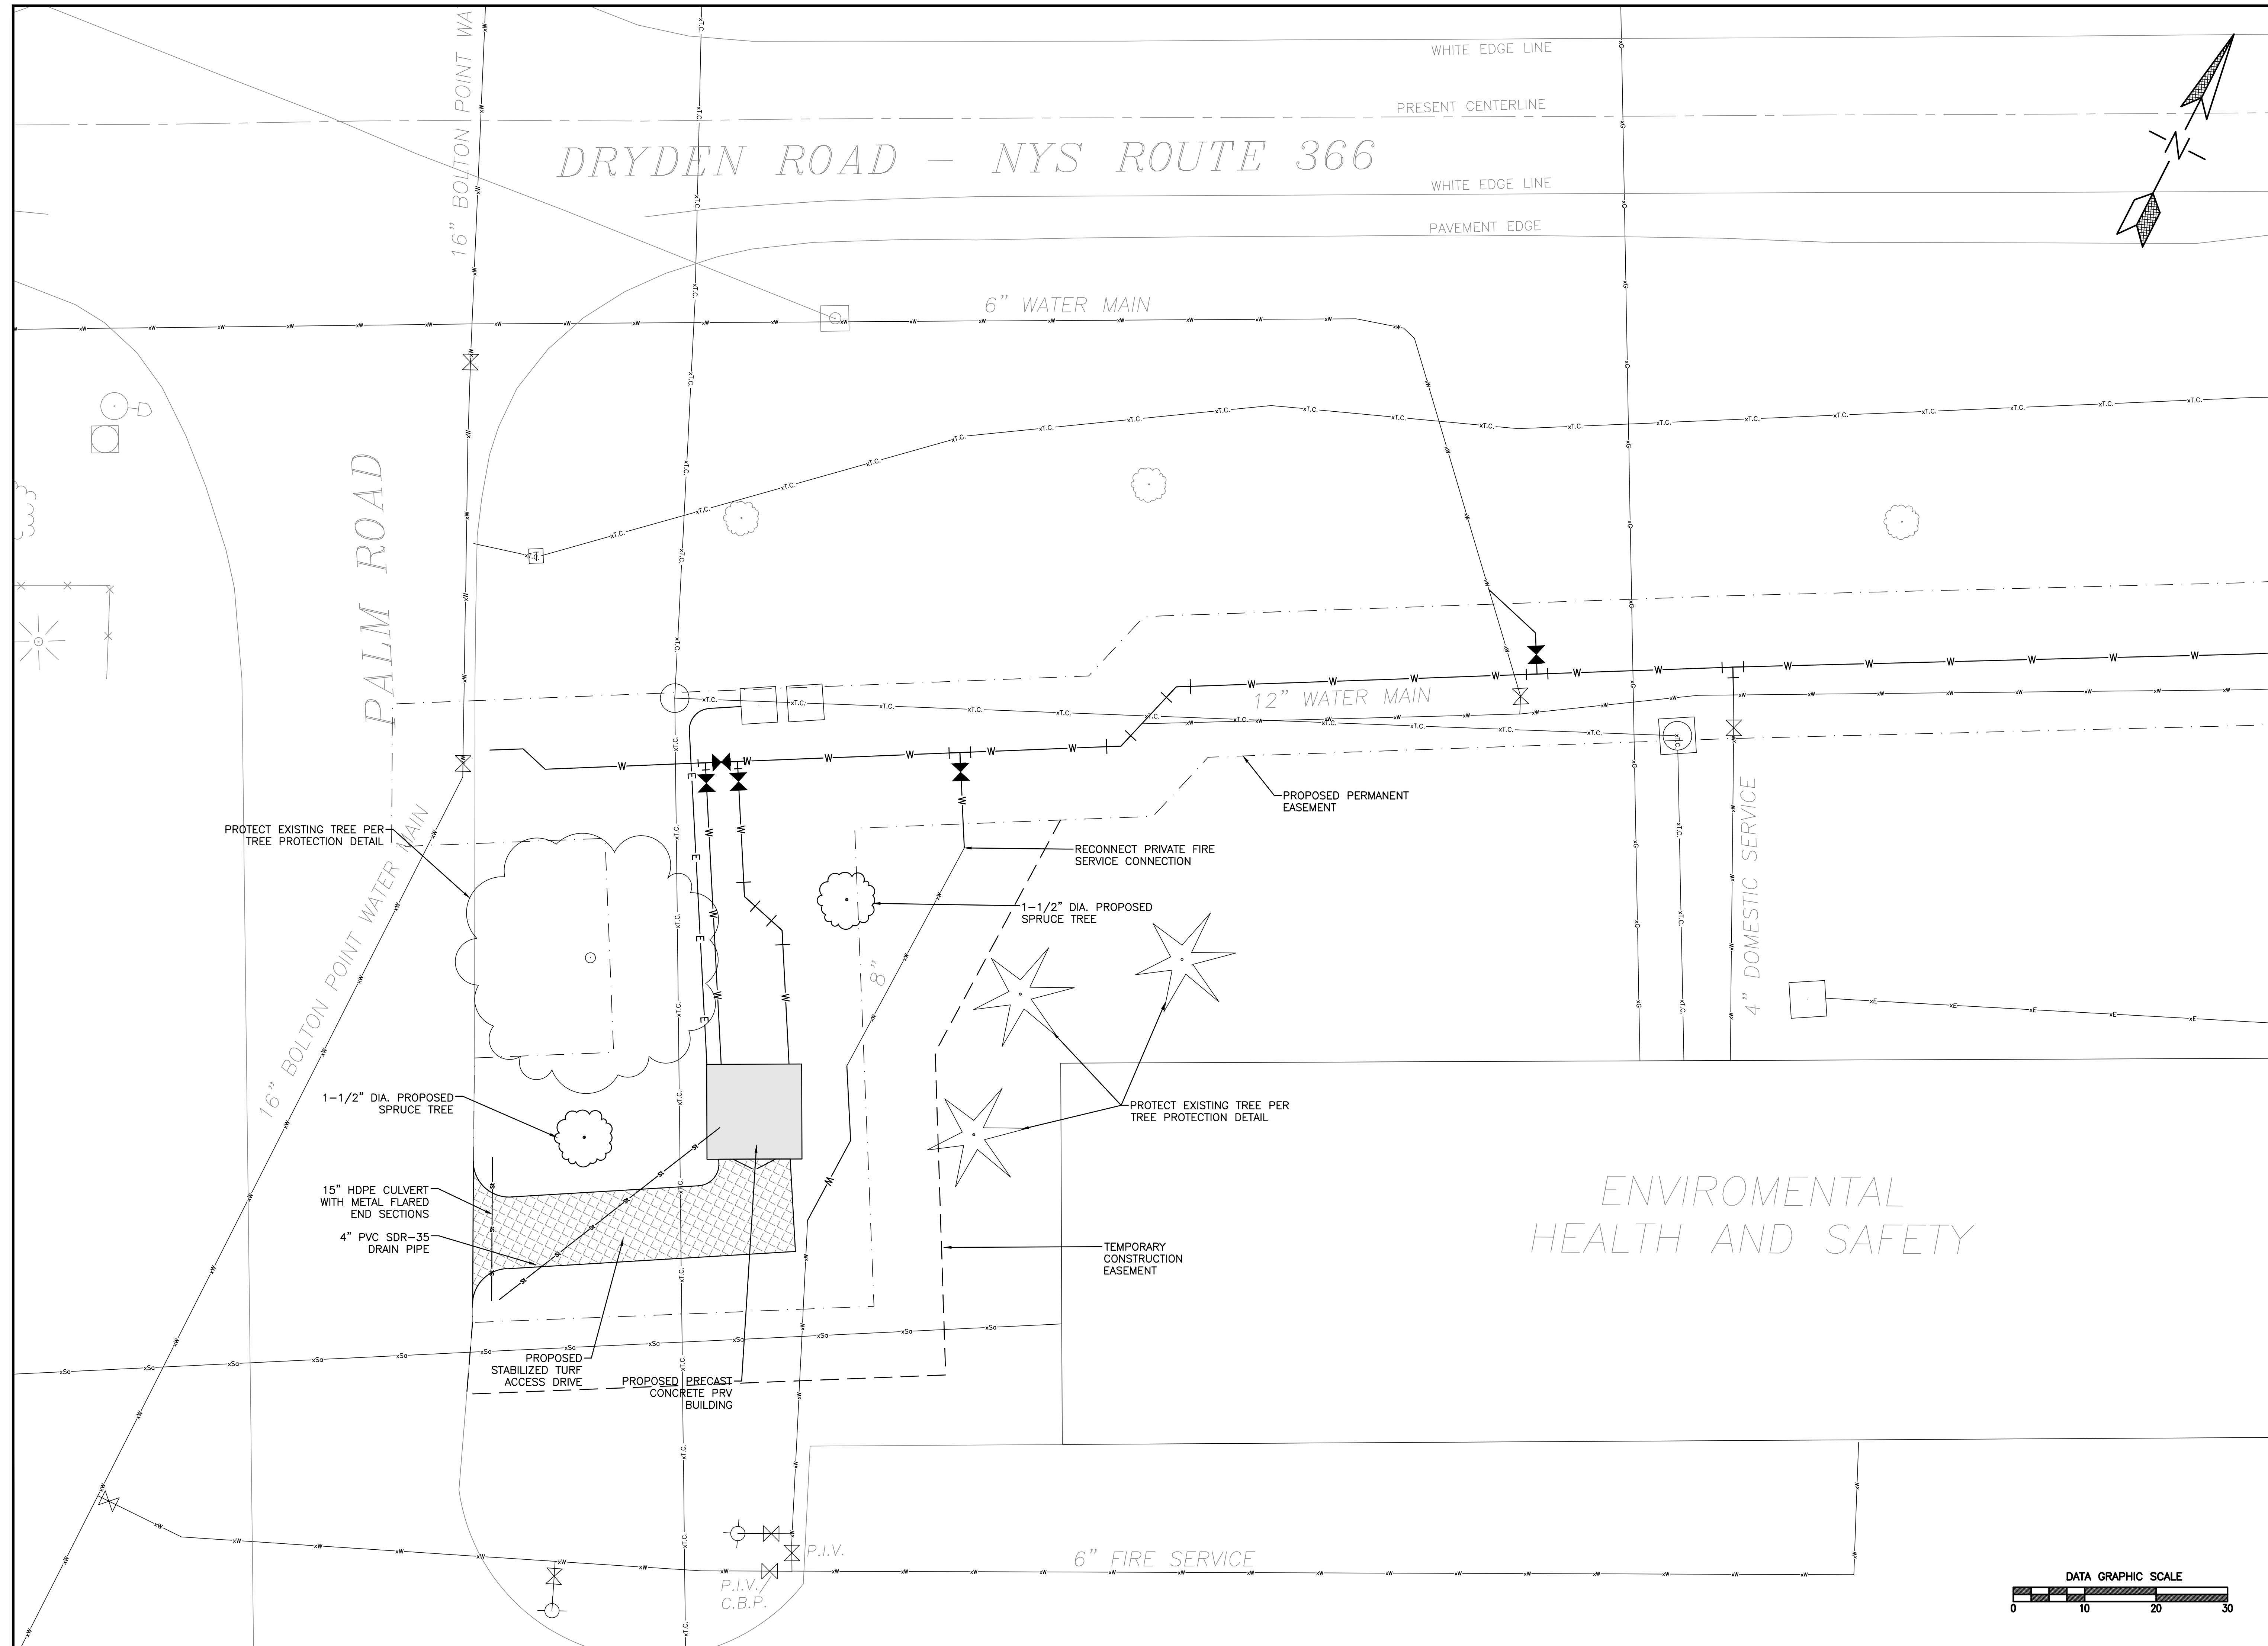 16" BOLTON POINT WA
WHITE EDGE LINE
PRESENT CENTERLINE
DRYDEN ROAD - NYS ROUTE 366
WHITE EDGE LINE
PAVEMENT EDGE
N
6" WATER MAIN
PALM ROAD
12" WATER MAIN
PROPOSED PERMANENT
EASEMENT
PROTECT EXISTING TREE PER
TREE PROTECTION DETAIL
16" BOLTON POINT WATER MAIN
RECONNECT PRIVATE FIRE
SERVICE CONNECTION
4" DOMESTIC SERVICE
1-1/2" DIA. PROPOSED
SPRUCE TREE
8"
1-1/2" DIA. PROPOSED
SPRUCE TREE
PROTECT EXISTING TREE PER
TREE PROTECTION DETAIL
15" HDPE CULVERT
WITH METAL FLARED
END SECTIONS
4" PVC SDR-35
DRAIN PIPE
ENVIROMENTAL
HEALTH AND SAFETY
TEMPORARY
CONSTRUCTION
EASEMENT
PROPOSED
STABILIZED TURF
ACCESS DRIVE
PROPOSED PRECAST
CONCRETE PRV
BUILDING
P.I.V.
6" FIRE SERVICE
P.I.V.
C.B.P.
DATA GRAPHIC SCALE
0 10 20 30